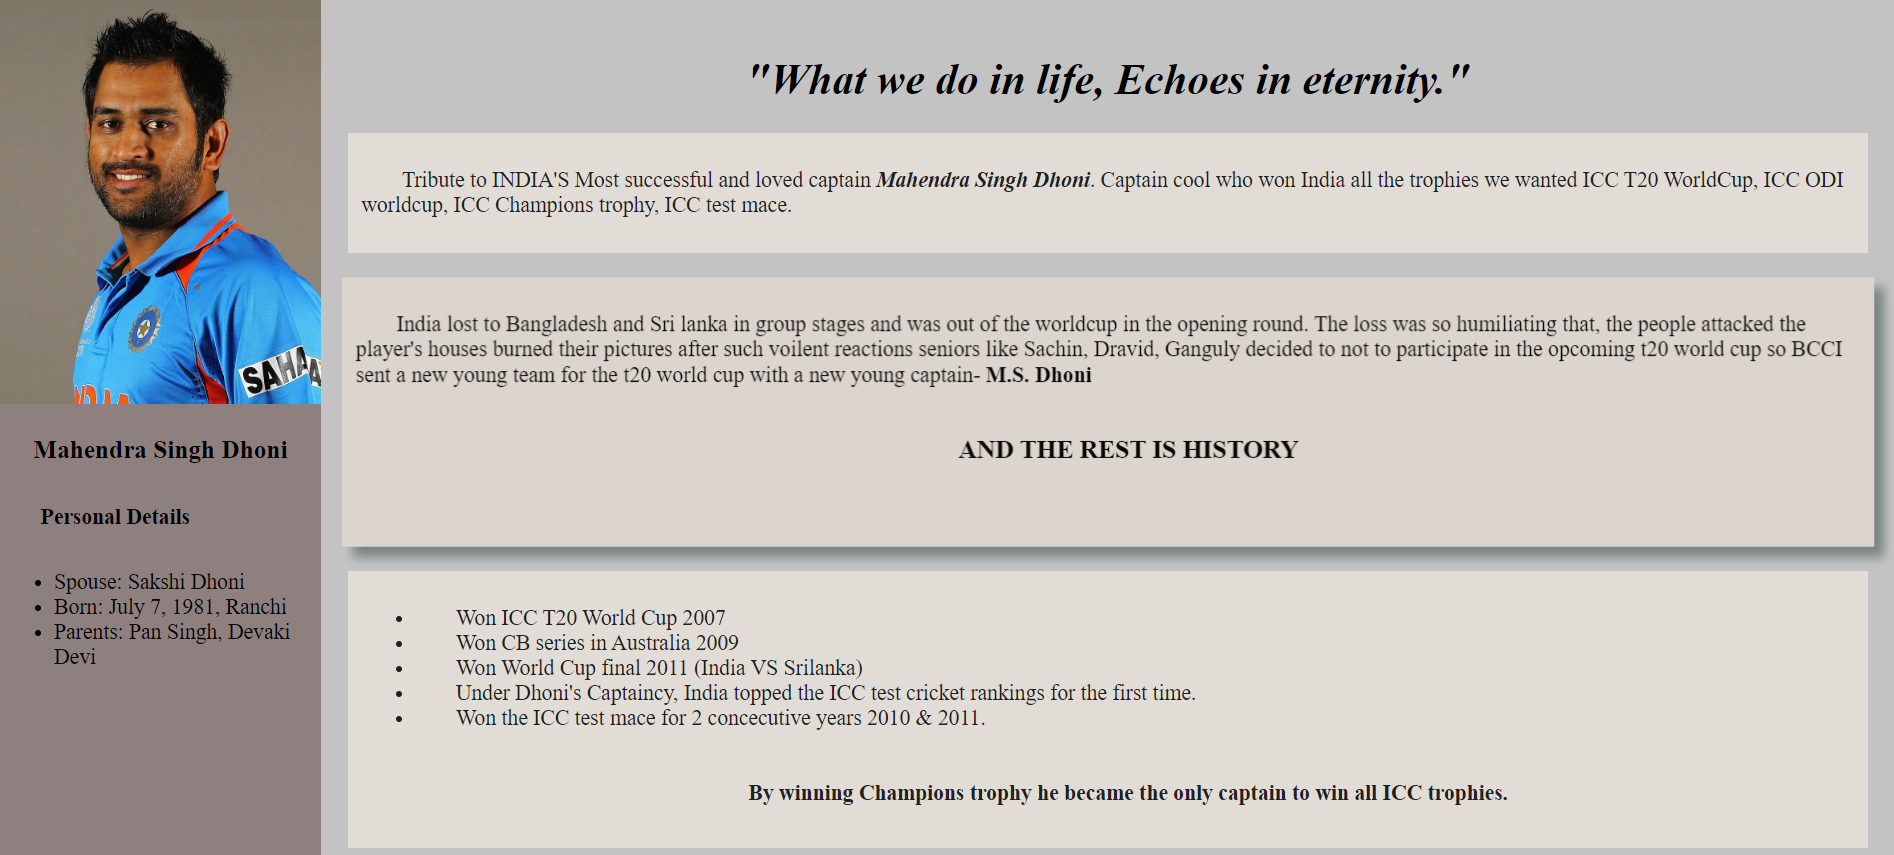 SAHA
Mahendra Singh Dhoni
Personal Details
Spouse: Sakshi Dhoni
Born: July 7, 1981, Ranchi
Parents: Pan Singh, Devaki
Devi
"What we do in life, Echoes in eternity."
Tribute to INDIA'S Most successful and loved captain Mahendra Singh Dhoni. Captain cool who won India all the trophies we wanted ICC T20 WorldCup, ICC ODI
worldcup, ICC Champions trophy, ICC test mace.
India lost to Bangladesh and Sri lanka in group stages and was out of the worldcup in the opening round. The loss was so humiliating that, the people attacked the
player's houses burned their pictures after such voilent reactions seniors like Sachin, Dravid, Ganguly decided to not to participate in the opcoming t20 world cup so BCCI
sent a new young team for the t20 world cup with a new young captain- M.S. Dhoni
AND THE REST IS HISTORY
Won ICC T20 World Cup 2007
Won CB series in Australia 2009
Won World Cup final 2011 (India VS Srilanka)
Under Dhoni's Captaincy, India topped the ICC test cricket rankings for the first time.
Won the ICC test mace for 2 concecutive years 2010 & 2011.
By winning Champions trophy he became the only captain to win all ICC trophies.